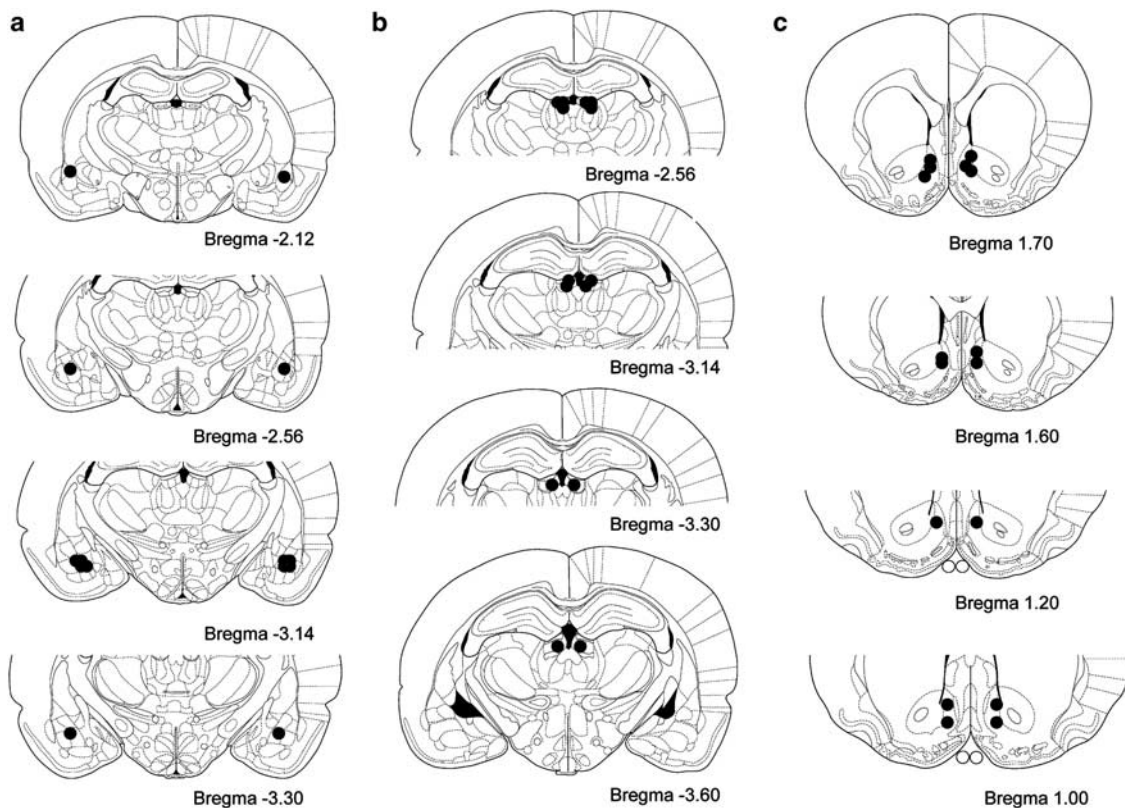 a
Bregma -2.12
Bregma -2.56
Bregma -3.14
Bregma -3.30
b
Bregma -2.56
Bregma -3.14
Bregma -3.30
Bregma -3.60
c
Bregma 1.70
Bregma 1.60
Bregma 1.20
Bregma 1.00